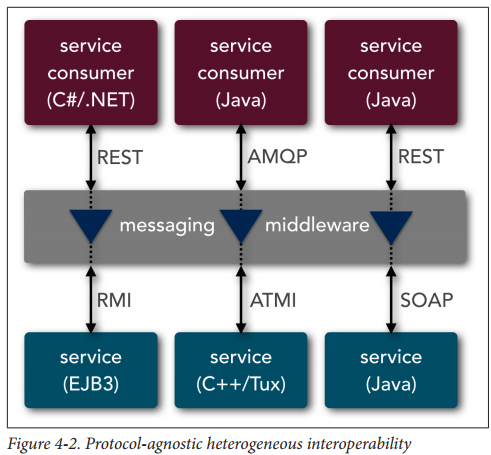 service
consumer
(C#/.NET)
service
consumer
(Java)
service
consumer
(Java)
REST
AMQP
REST
messaging middleware
RMI
ATMI
SOAP
service
(EJB3)
service
(C++/Tux)
service
(Java)
Figure 4-2. Protocol-agnostic heterogeneous interoperability